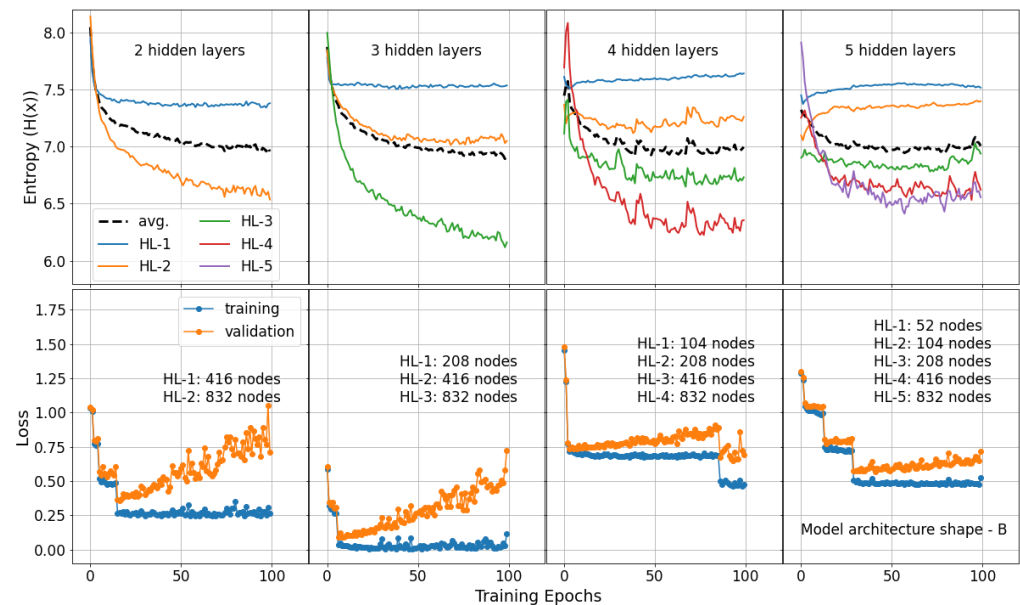 2 hidden layers
3 hidden layers
4 hidden layers
5 hidden layers
Entropy (H(x))
8.0
7.5
7.0
6.5
6.0
avg.
HL-1
HL-2
HL-3
HL-4
HL-5
Loss
1.75
1.50
1.25
1.00
0.75
0.50
0.25
0.00
training
validation
HL-1: 416 nodes
HL-2: 832 nodes
HL-1: 208 nodes
HL-2: 416 nodes
HL-3: 832 nodes
HL-1: 104 nodes
HL-2: 208 nodes
HL-3: 416 nodes
HL-4: 832 nodes
HL-1: 52 nodes
HL-2: 104 nodes
HL-3: 208 nodes
HL-4: 416 nodes
HL-5: 832 nodes
Model architecture shape - B
0 50 100 0 50 100 0 50 100 0 50 100
Training Epochs